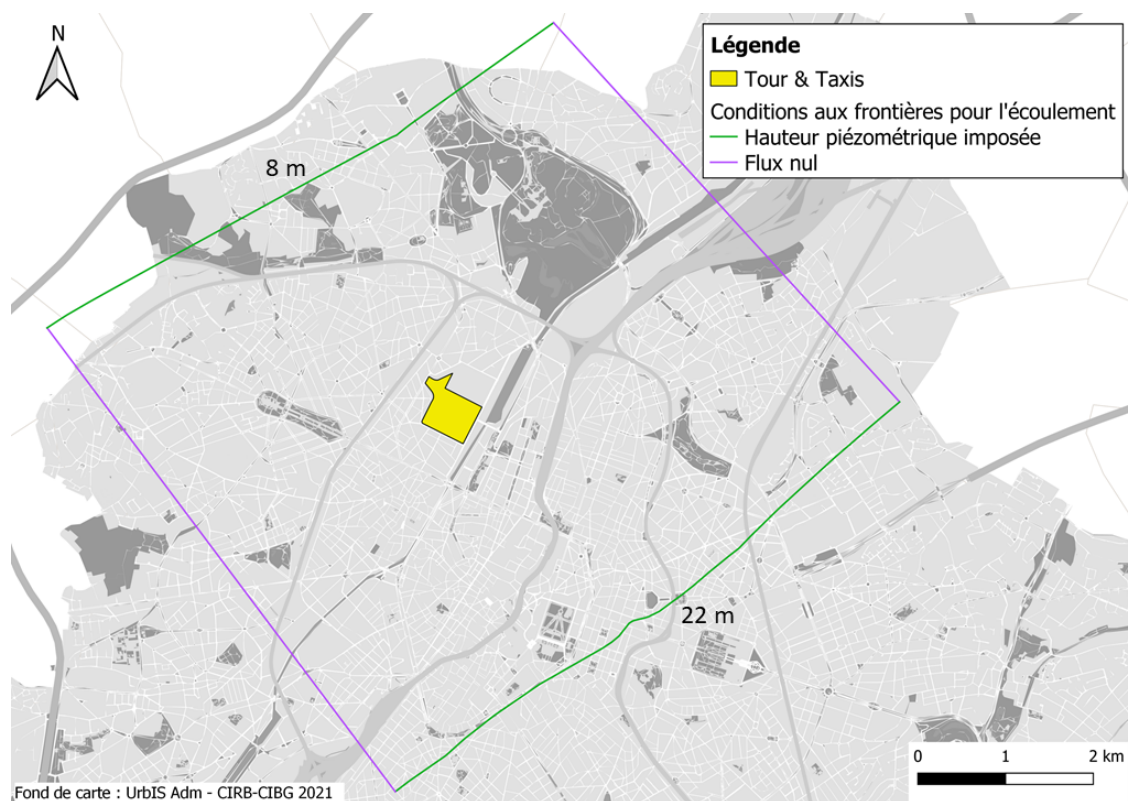 N
Légende
Tour & Taxis
Conditions aux frontières pour l'écoulement
Hauteur piézométrique imposée
Flux nul
8 m
22 m
0 1 2 km
Fond de carte : UrbIS Adm - CIRB-CIBG 2021